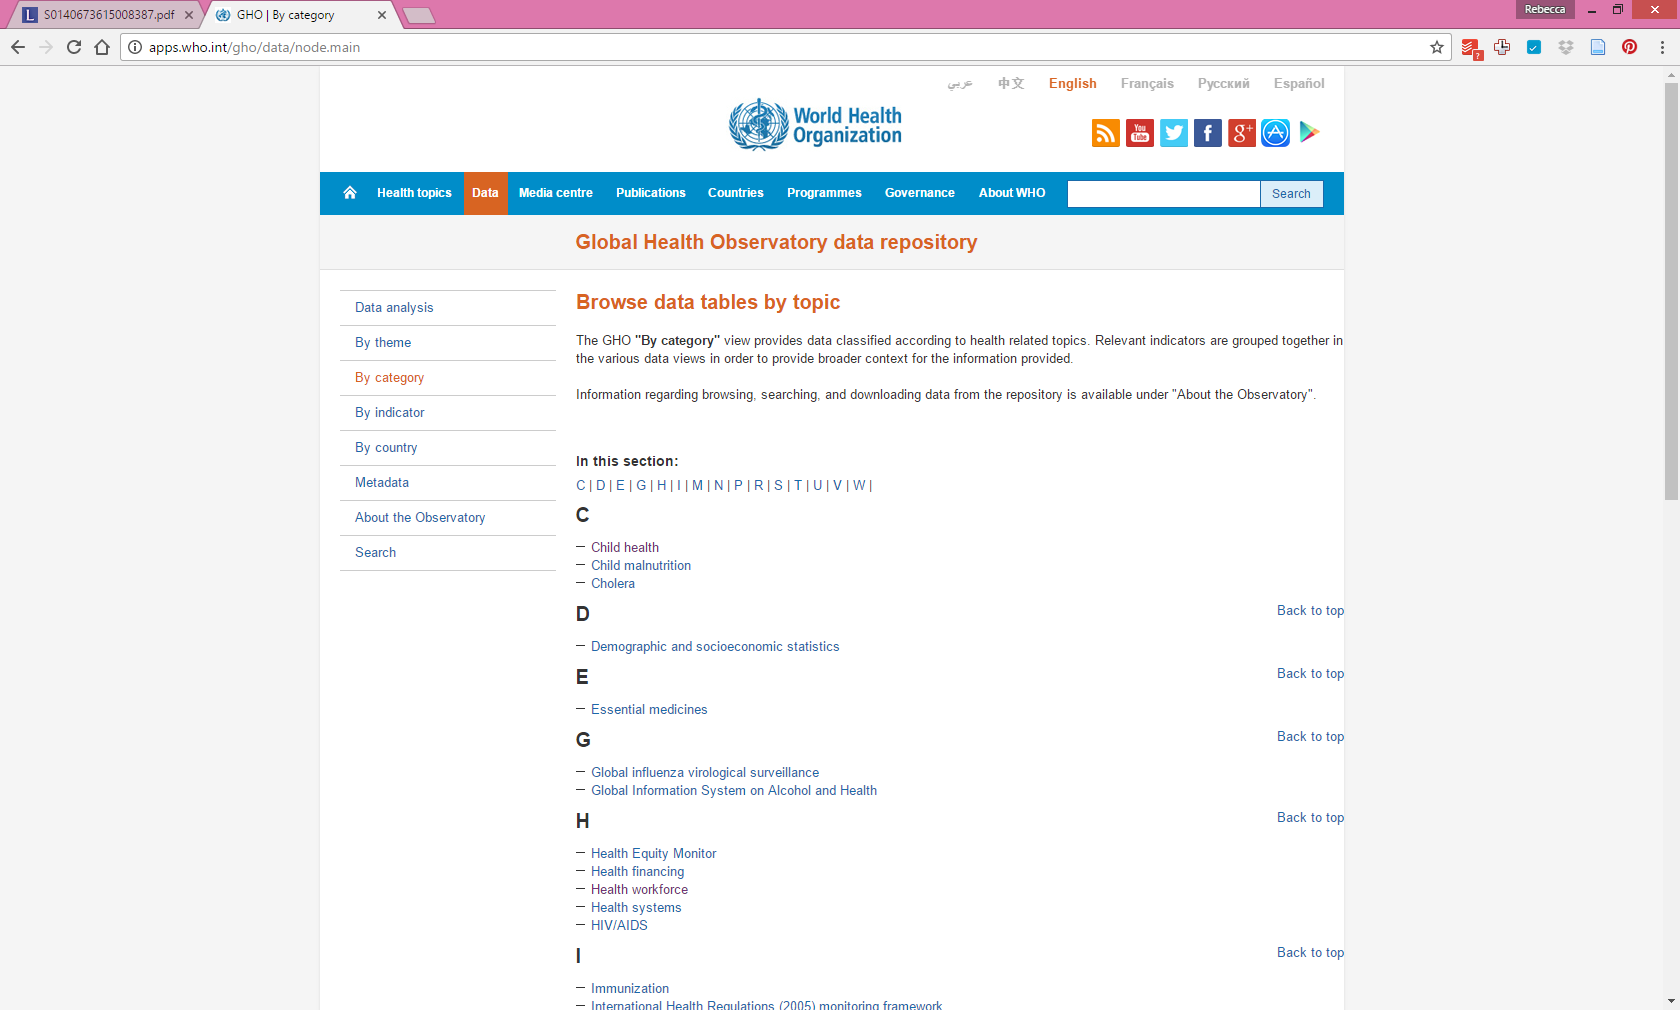 S0140673615008387.pdf
GHO | By category
Rebecca
apps.who.int/gho/data/node.main
عربي 中文 English Français Русский Español
World Health
Organization
You
Tube
Health topics Data Media centre Publications Countries Programmes Governance About WHO Search
Global Health Observatory data repository
Data analysis
By theme
By category
By indicator
By country
Metadata
About the Observatory
Search
Browse data tables by topic
The GHO "By category" view provides data classified according to health related topics. Relevant indicators are grouped together in
the various data views in order to provide broader context for the information provided.
Information regarding browsing, searching, and downloading data from the repository is available under "About the Observatory".
In this section:
C | D | E | G | H | I | M | N | P | R | S | T | U | V | W |
C
– Child health
– Child malnutrition
– Cholera
D Back to top
– Demographic and socioeconomic statistics
E Back to top
– Essential medicines
G Back to top
– Global influenza virological surveillance
– Global Information System on Alcohol and Health
H Back to top
– Health Equity Monitor
– Health financing
– Health workforce
– Health systems
– HIV/AIDS
I Back to top
– Immunization
– International Health Regulations (2005) monitoring framework